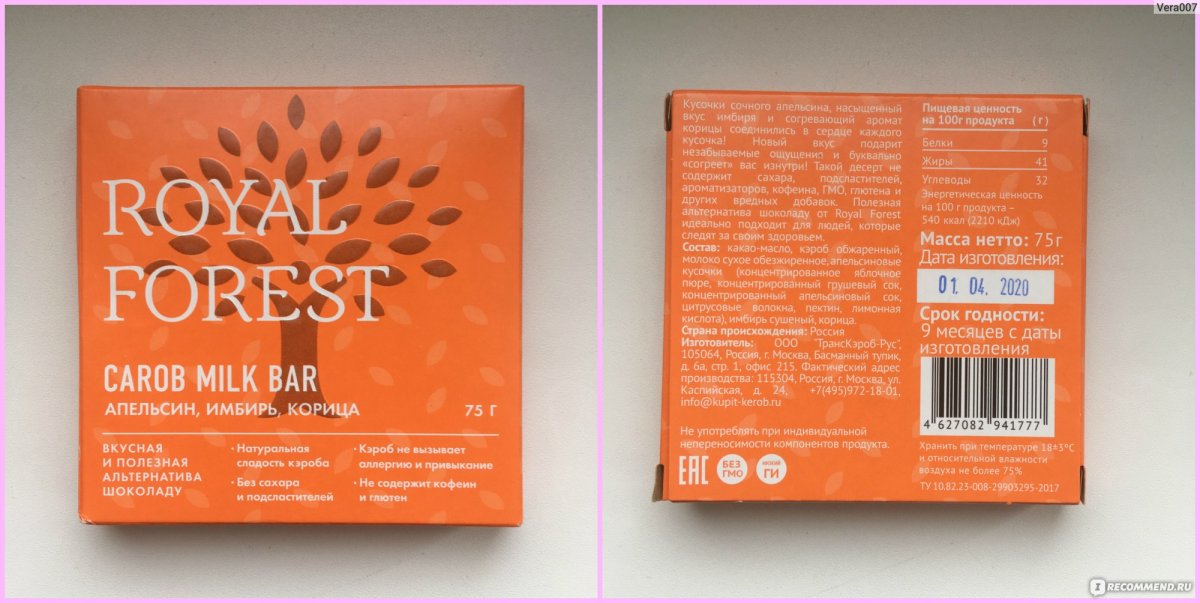 Vera007
ROYAL
FOREST
CAROB MILK BAR
АПЕЛЬСИН, ИМБИРЬ, КОРИЦА 75 Г
ВКУСНАЯ
И ПОЛЕЗНАЯ
АЛЬТЕРНАТИВА
ШОКОЛАДУ
· Натуральная
сладость кэроба
· Без сахара
и подсластителей
· Кэроб не вызывает
аллергию и привыкание
· Не содержит кофеин
и глютен
Кусочки сочного апельсина, насыщенный
вкус имбиря и согревающий аромат
корицы соединились в сердце каждого
кусочка! Новый вкус подарит
незабываемые ощущения и буквально
«согреет» вас изнутри! Такой десерт не
содержит сахара, подсластителей,
ароматизаторов, кофеина, ГМО, глютена и
других вредных добавок. Полезная
альтернатива шоколаду от Royal Forest
идеально подходит для людей, которые
следят за своим здоровьем.
Состав: какао-масло, кэроб обжаренный,
молоко сухое обезжиренное, апельсиновые
кусочки (концентрированное яблочное
пюре, концентрированный грушевый сок,
концентрированный апельсиновый сок,
цитрусовые волокна, пектин, лимонная
кислота), имбирь сушеный, корица.
Страна происхождения: Россия
Изготовитель: ООО "ТрансКэроб-Рус",
105064, Россия, г. Москва, Басманный тупик,
д. 6а, стр. 1, офис 215. Фактический адрес
производства: 115304, Россия, г. Москва, ул.
Каспийская, д. 24, +7(495)972-18-01,
info@kupit-kerob.ru
Не употреблять при индивидуальной
непереносимости компонентов продукта.
EAC
БЕЗ
ГМО
НИЗКИЙ
ГИ
Пищевая ценность
на 100г продукта (г)
Белки 9
Жиры 41
Углеводы 32
Энергетическая ценность
на 100 г продукта –
540 ккал (2210 кДж)
Масса нетто: 75г
Дата изготовления:
01. 04. 2020
Срок годности:
9 месяцев с даты
изготовления
4 627082 941777
Хранить при температуре 18±3°С
и относительной влажности
воздуха не более 75%
ТУ 10.82.23-008-29903295-2017
I RECOMMEND.RU